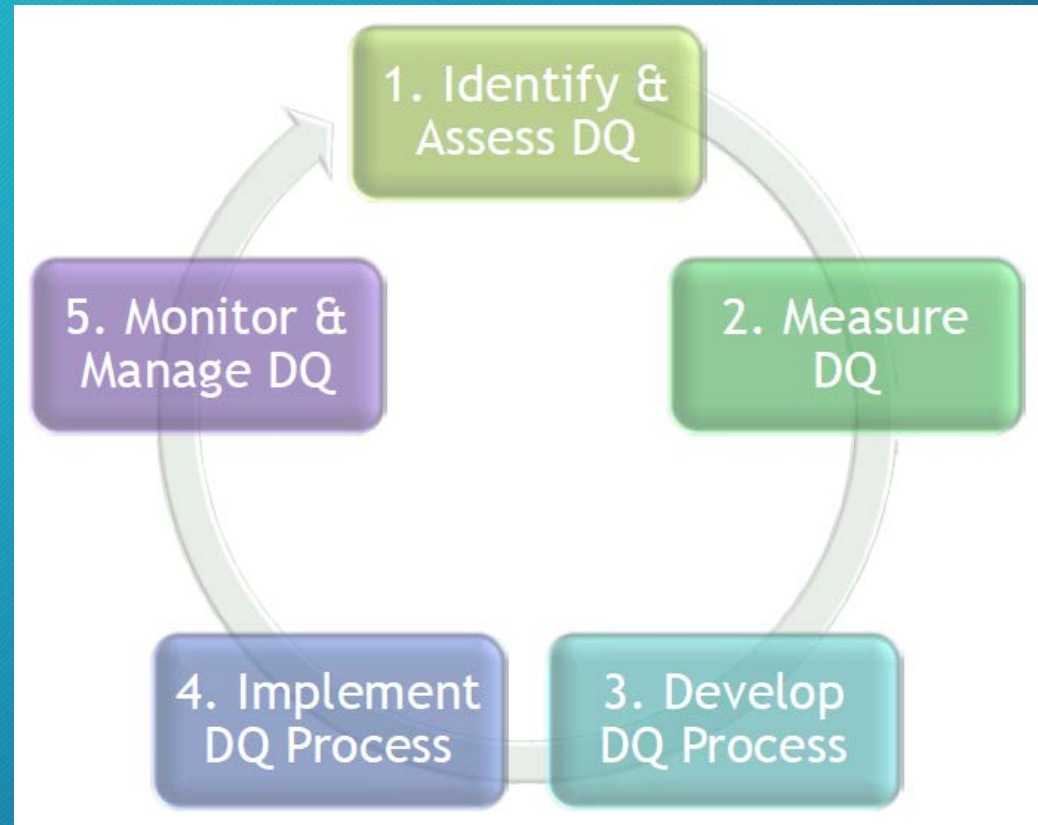 1. Identify &
Assess DQ
2. Measure
DQ
3. Develop
DQ Process
4. Implement
DQ Process
5. Monitor &
Manage DQ